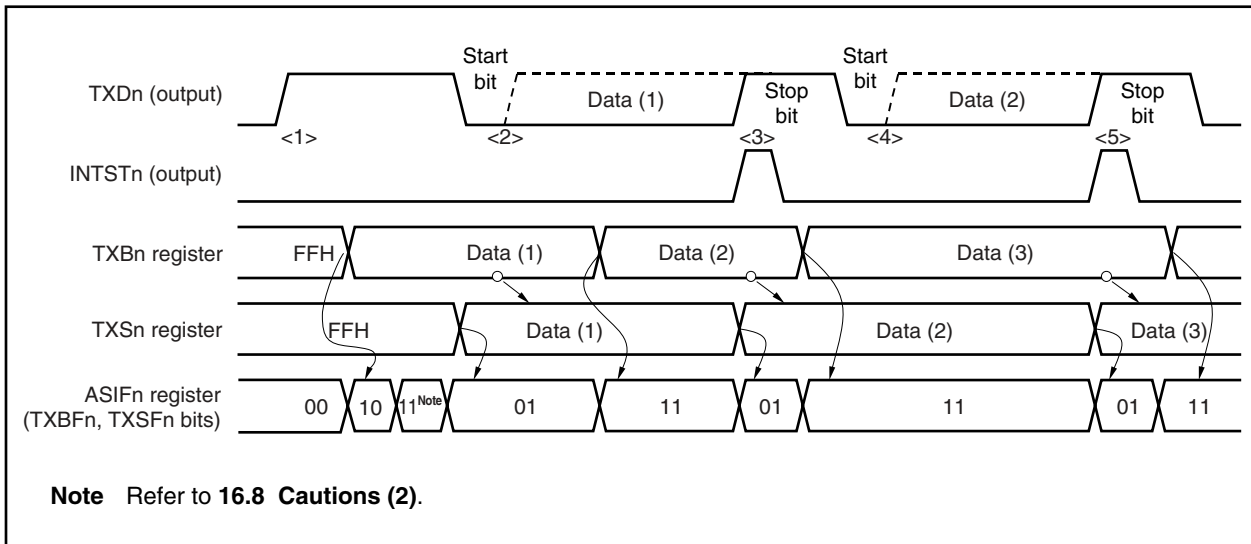 Start bit
Start bit
TXDn (output)
Data (1)
Stop bit
Data (2)
Stop bit
<1>
<2>
<3>
<4>
<5>
INTSTn (output)
TXBn register
FFH
Data (1)
Data (2)
Data (3)
TXSn register
FFH
Data (1)
Data (2)
Data (3)
ASIFn register
(TXBFn, TXSFn bits)
00
10
11Note
01
11
01
11
01
11
Note Refer to 16.8 Cautions (2).